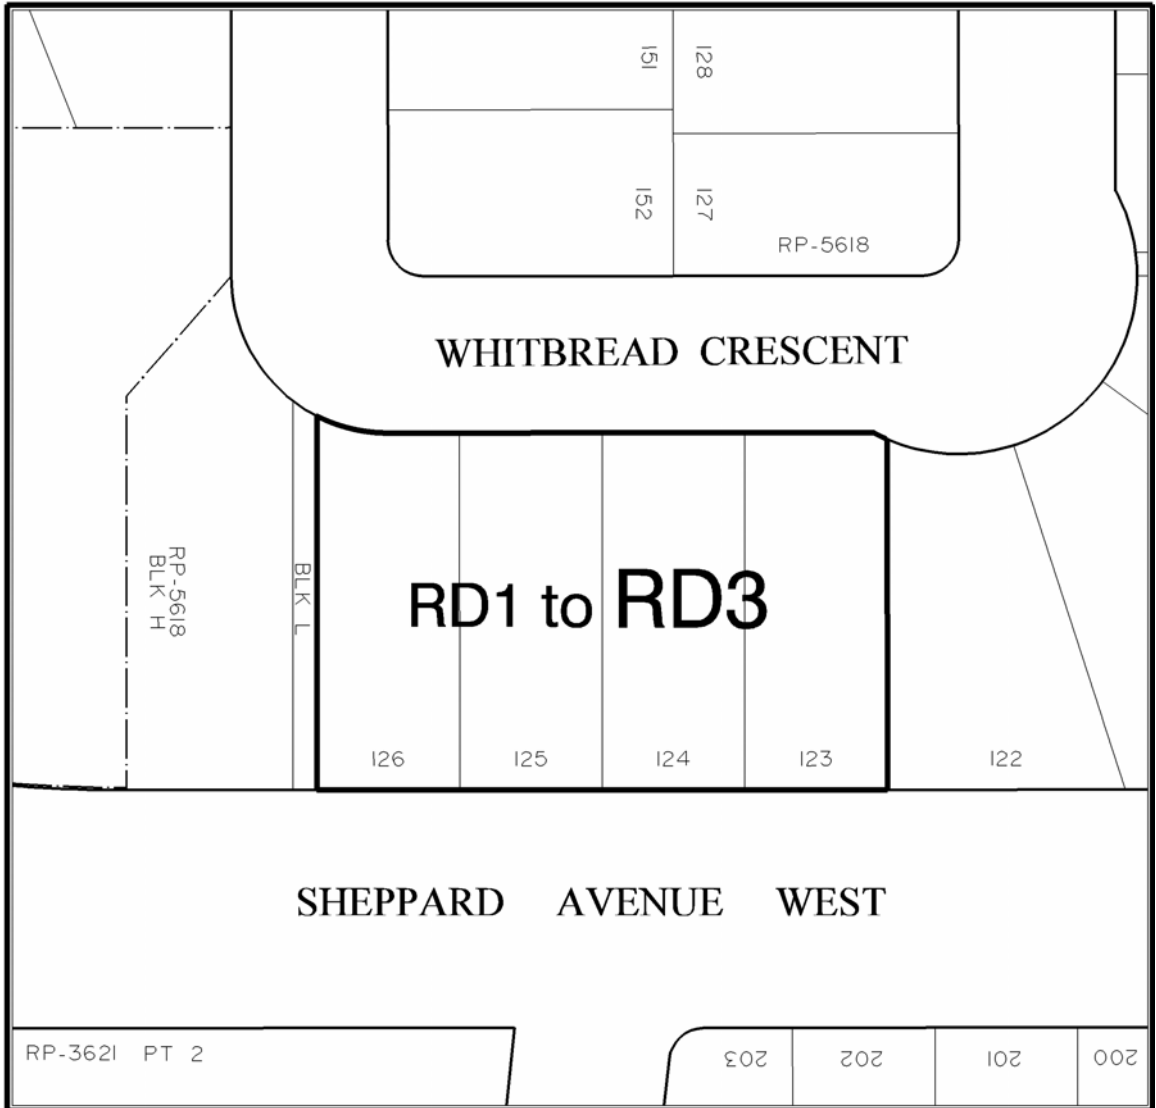 151
128
152
127
RP-5618
WHITBREAD CRESCENT
RP-5618
BLK H
BLK L
RD1 to RD3
126
125
124
123
122
SHEPPARD AVENUE WEST
RP-3621 PT 2
203
202
201
200